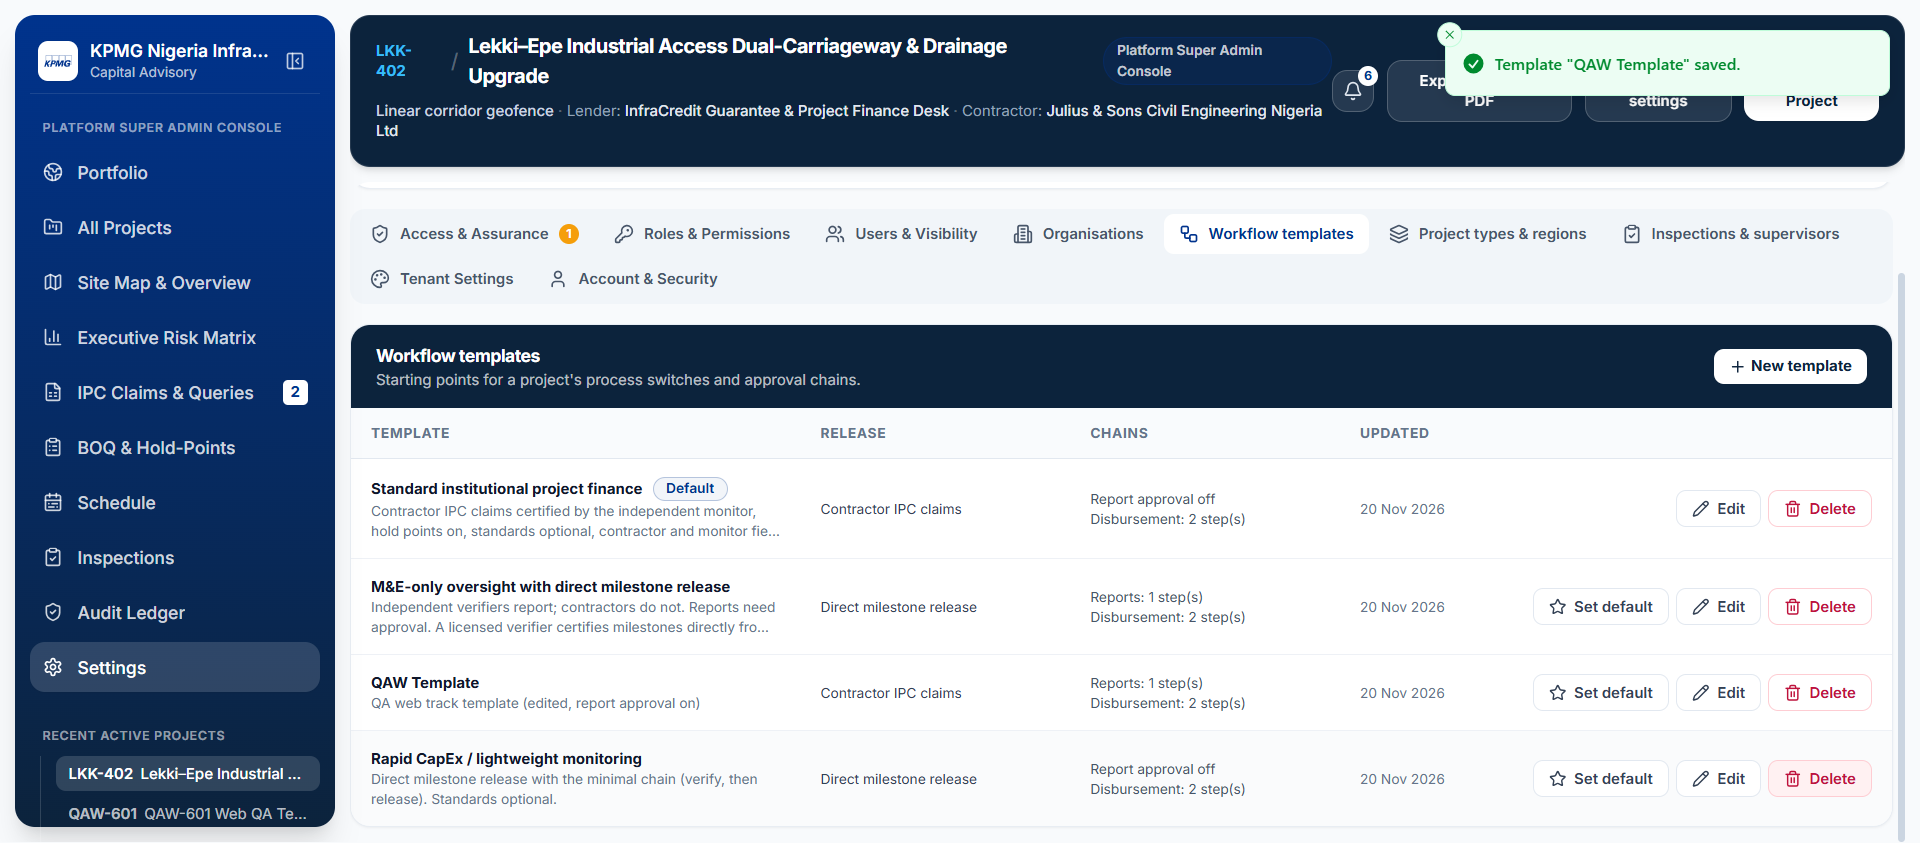 KPMG
KPMG Nigeria Infra...
Capital Advisory
PLATFORM SUPER ADMIN CONSOLE
Portfolio
All Projects
Site Map & Overview
Executive Risk Matrix
IPC Claims & Queries 2
BOQ & Hold-Points
Schedule
Inspections
Audit Ledger
Settings
RECENT ACTIVE PROJECTS
LKK-402 Lekki–Epe Industrial ...
QAW-601 QAW-601 Web QA Te...
LKK-
402
/
Lekki–Epe Industrial Access Dual-Carriageway & Drainage
Upgrade
Platform Super Admin
Console
Linear corridor geofence · Lender: InfraCredit Guarantee & Project Finance Desk · Contractor: Julius & Sons Civil Engineering Nigeria
Ltd
6
PDF
settings
Project
Template "QAW Template" saved.
Access & Assurance 1
Roles & Permissions
Users & Visibility
Organisations
Workflow templates
Project types & regions
Inspections & supervisors
Tenant Settings
Account & Security
Workflow templates
Starting points for a project's process switches and approval chains.
+ New template
TEMPLATE RELEASE CHAINS UPDATED
Standard institutional project finance Default
Contractor IPC claims certified by the independent monitor,
hold points on, standards optional, contractor and monitor fie...
Contractor IPC claims
Report approval off
Disbursement: 2 step(s)
20 Nov 2026
Edit
Delete
M&E-only oversight with direct milestone release
Independent verifiers report; contractors do not. Reports need
approval. A licensed verifier certifies milestones directly fro...
Direct milestone release
Reports: 1 step(s)
Disbursement: 2 step(s)
20 Nov 2026
Set default
Edit
Delete
QAW Template
QA web track template (edited, report approval on)
Contractor IPC claims
Reports: 1 step(s)
Disbursement: 2 step(s)
20 Nov 2026
Set default
Edit
Delete
Rapid CapEx / lightweight monitoring
Direct milestone release with the minimal chain (verify, then
release). Standards optional.
Direct milestone release
Report approval off
Disbursement: 2 step(s)
20 Nov 2026
Set default
Edit
Delete